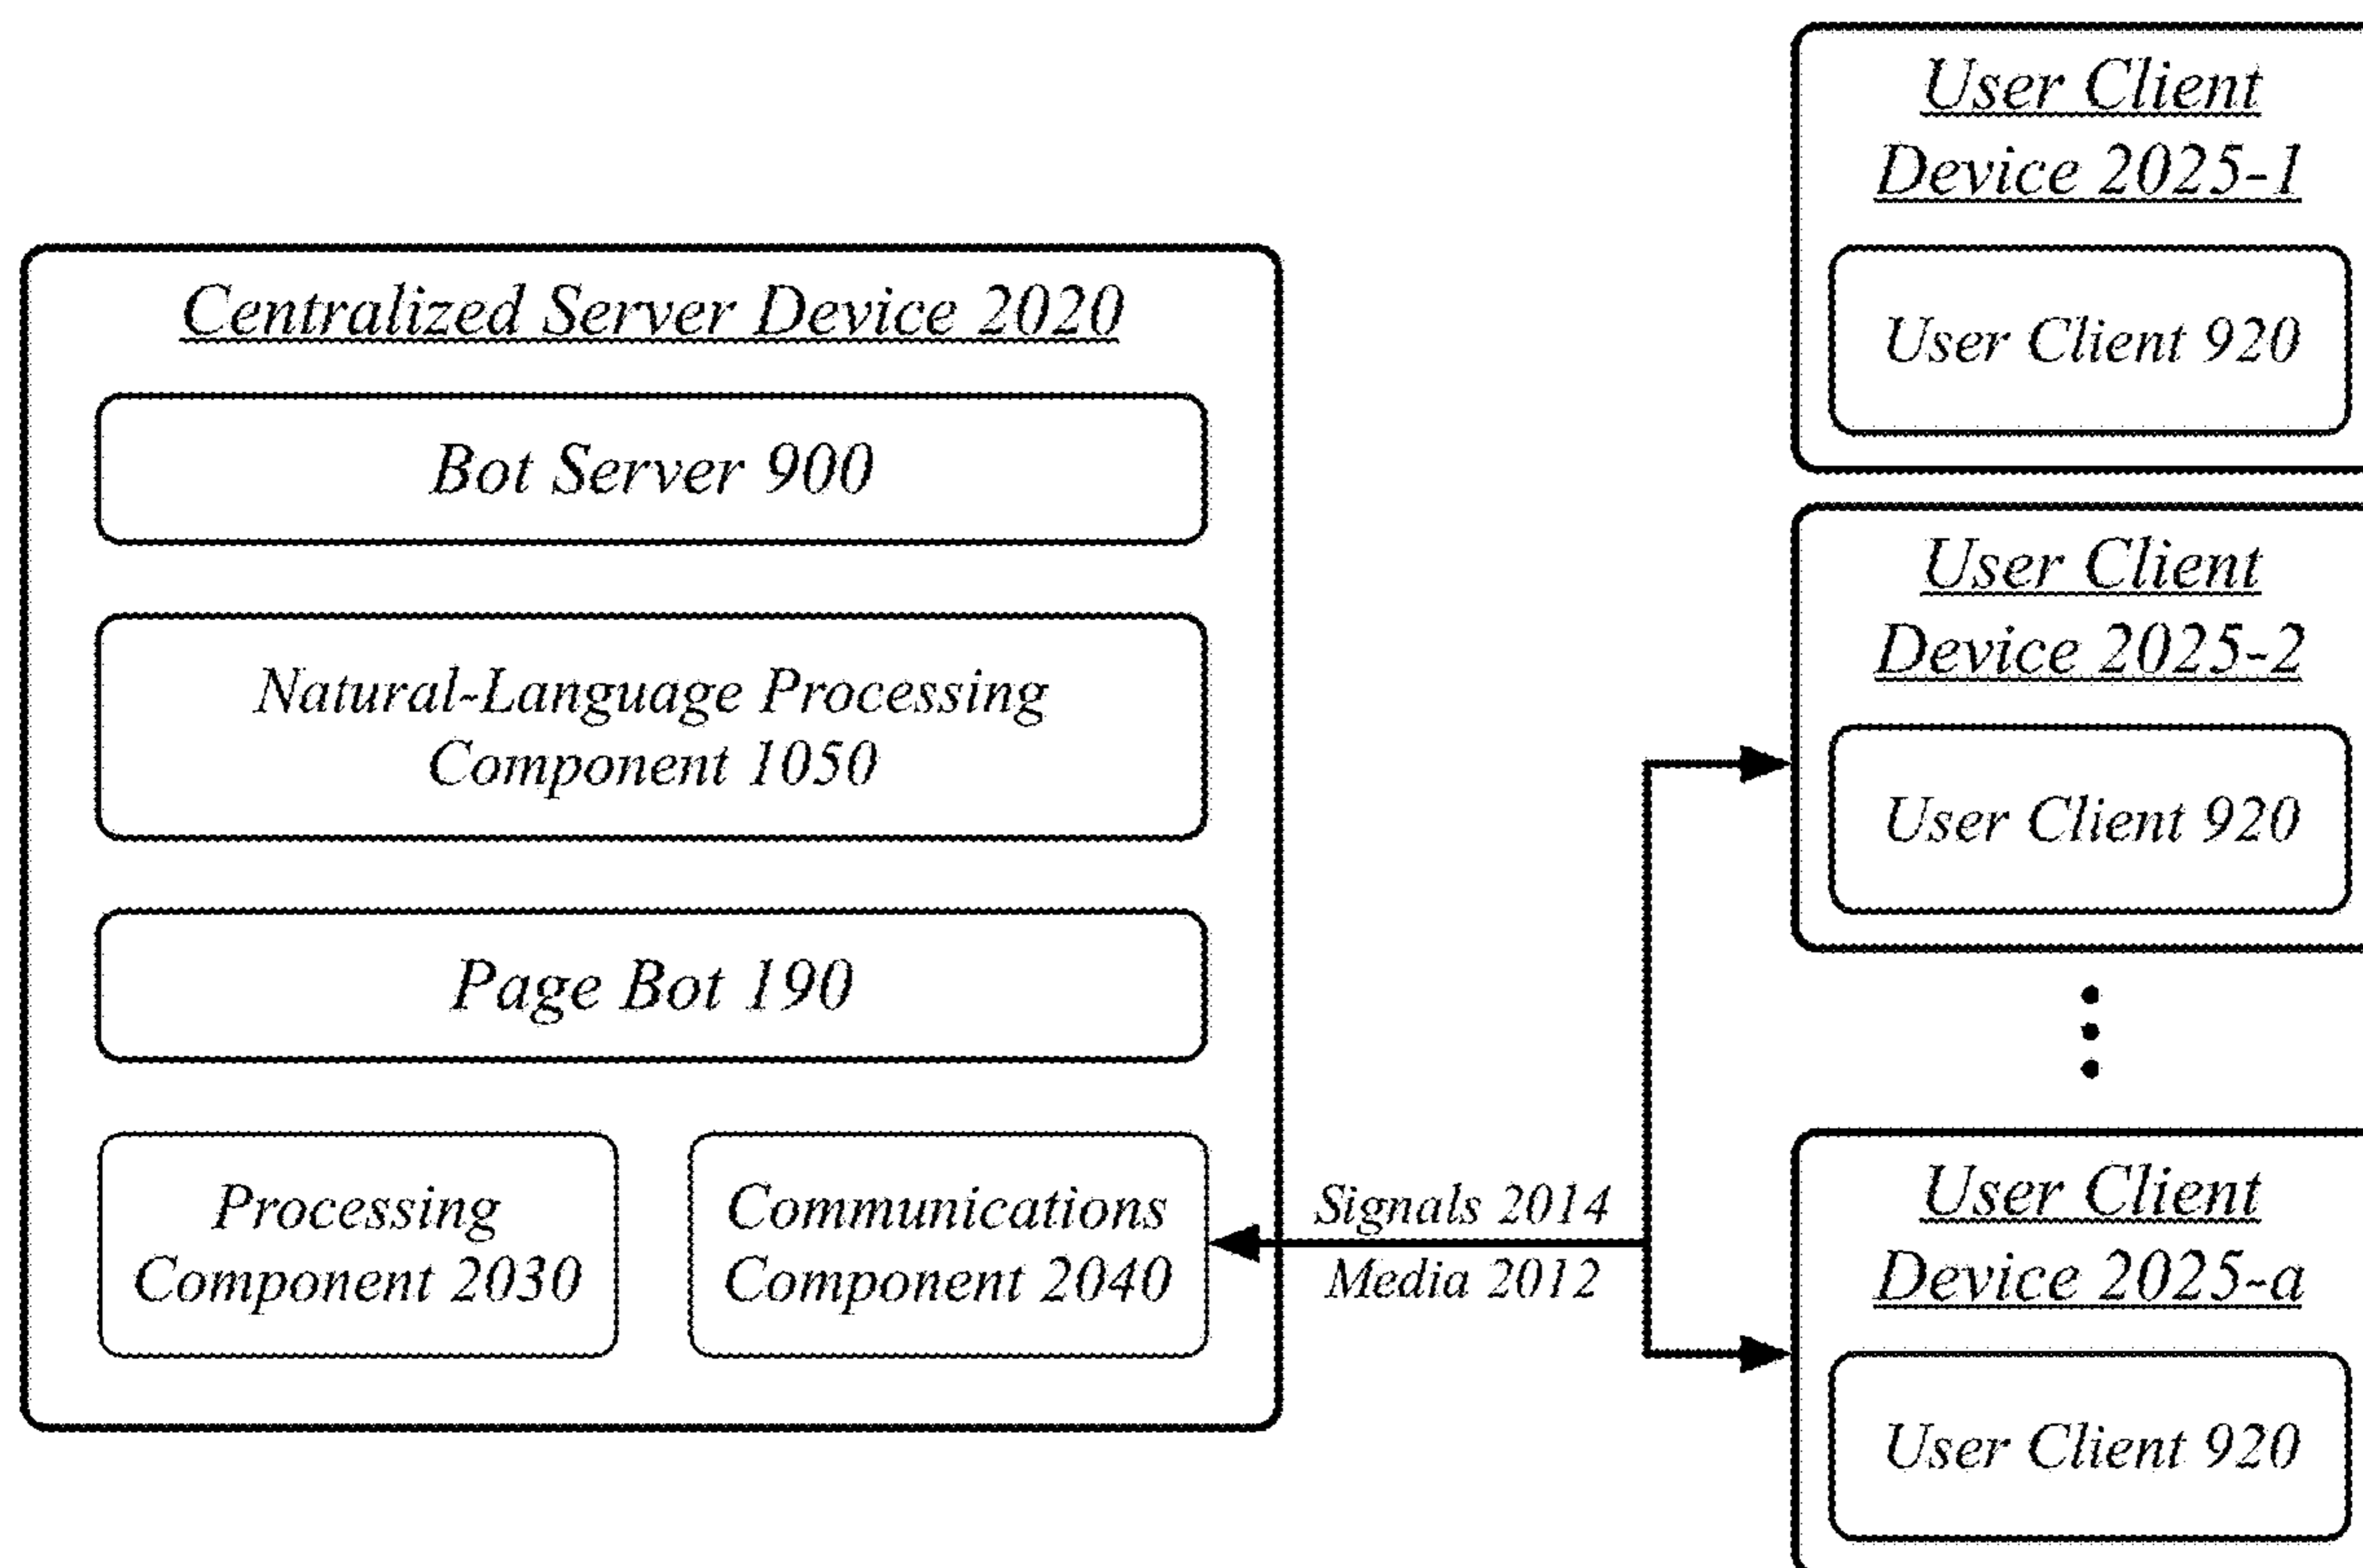 Centralized Server Device 2020
Bot Server 900
Natural-Language Processing
Component 1050
Page Bot 190
Processing
Component 2030
Communications
Component 2040
Signals 2014
Media 2012
User Client
Device 2025-1
User Client 920
User Client
Device 2025-2
User Client 920
User Client
Device 2025-a
User Client 920